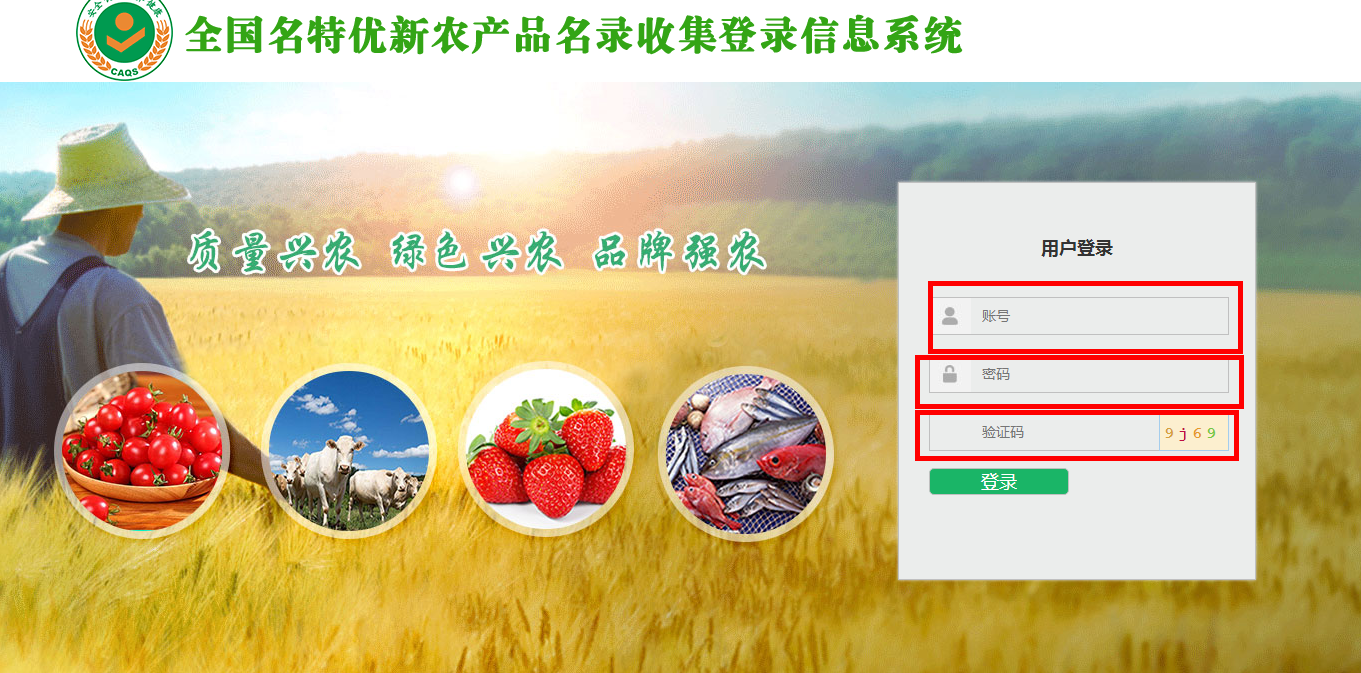 CAQS
全国名特优新农产品名录收集登录信息系统
质量兴农 绿色兴农 品牌强农
用户登录
账号
密码
验证码 9j69
登录